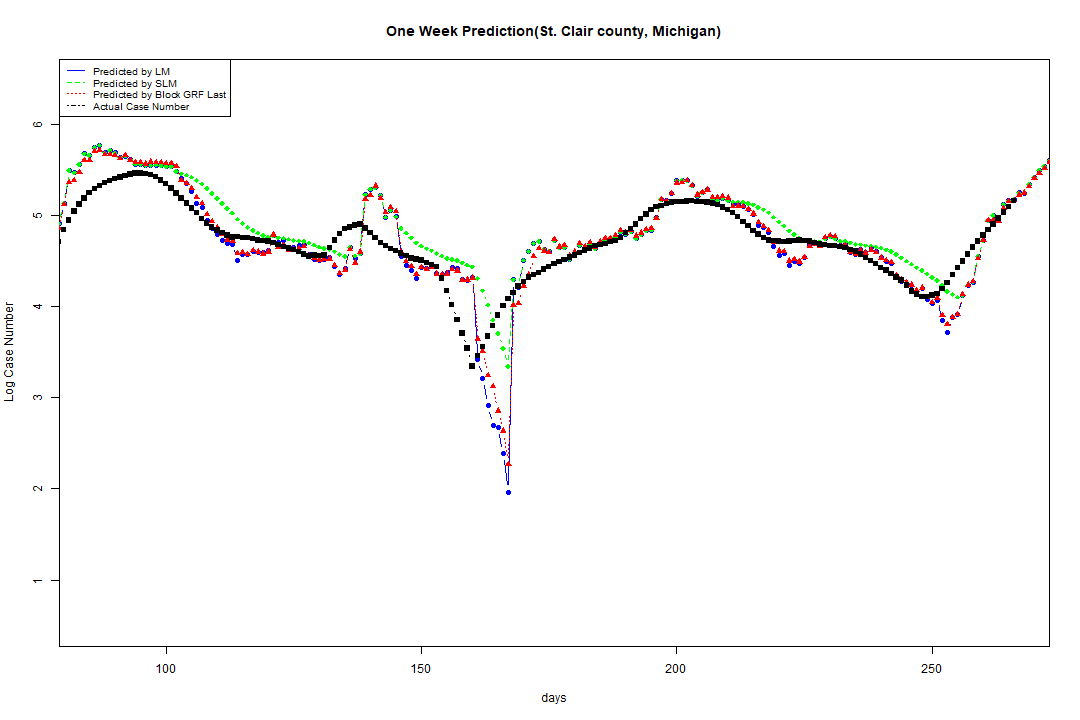 One Week Prediction(St. Clair county, Michigan)
Predicted by LM
Predicted by SLM
Predicted by Block GRF Last
Actual Case Number
6
5
4
3
2
1
Log Case Number
100 150 200 250
days